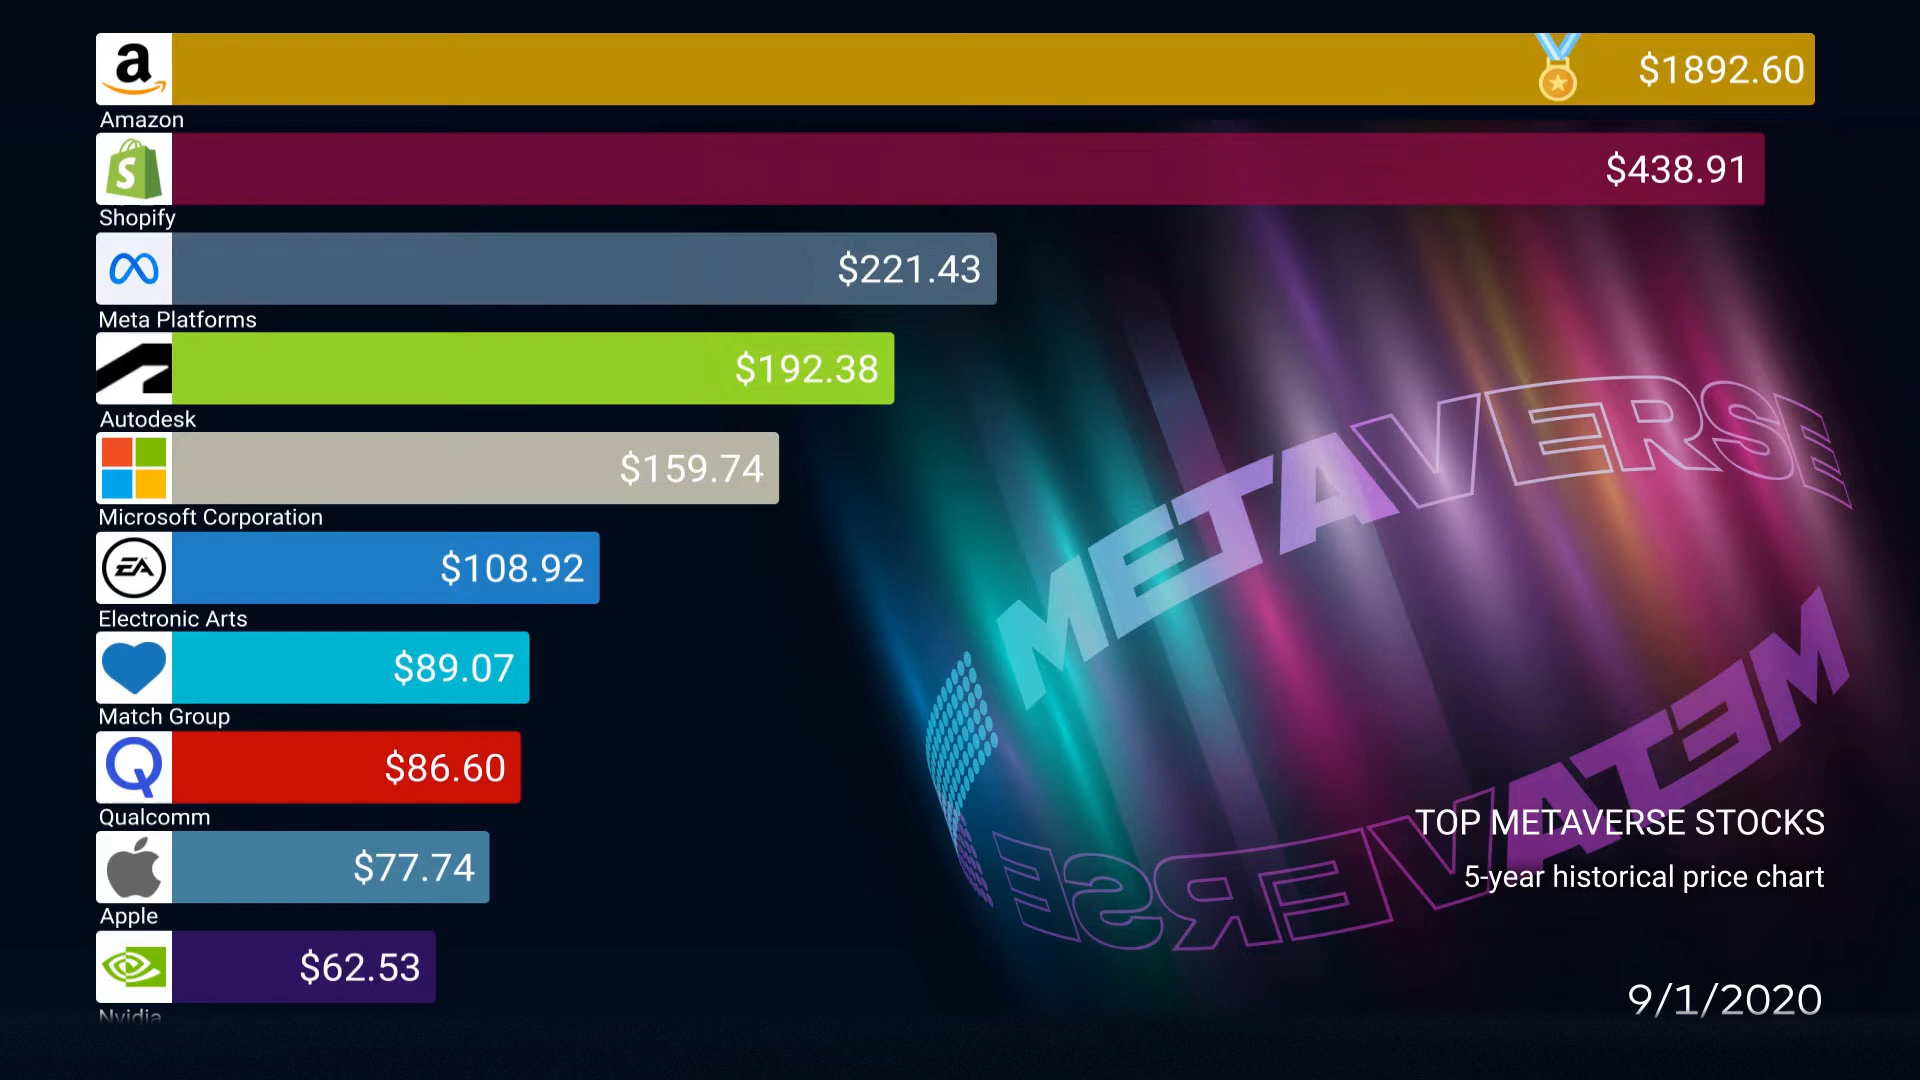 a
$1892.60
Amazon
S
$438.91
Shopify
$221.43
Meta Platforms
$192.38
Autodesk
$159.74
Microsoft Corporation
EA
$108.92
Electronic Arts
$89.07
Match Group
$86.60
Qualcomm
$77.74
Apple
$62.53
Nvidia
METAVERSE
METAVERSE
TOP METAVERSE STOCKS
5-year historical price chart
9/1/2020